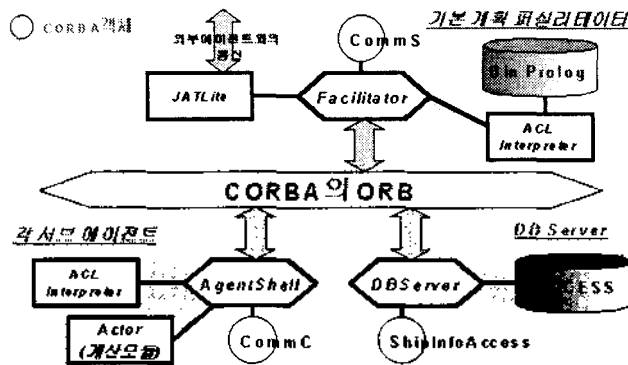 CORBA객체
외부에이전트와의
통신
CommS
기본 계획 퍼실리테이터
Bin Prolog
JATLite
Facilitator
ACL
Interpreter
CORBA의 ORB
각 서브 에이전트
DB Server
ACL
Interpreter
AgentShell
DBServer
CESS
Actor
(계산모듈)
CommC
ShipInfoAccess